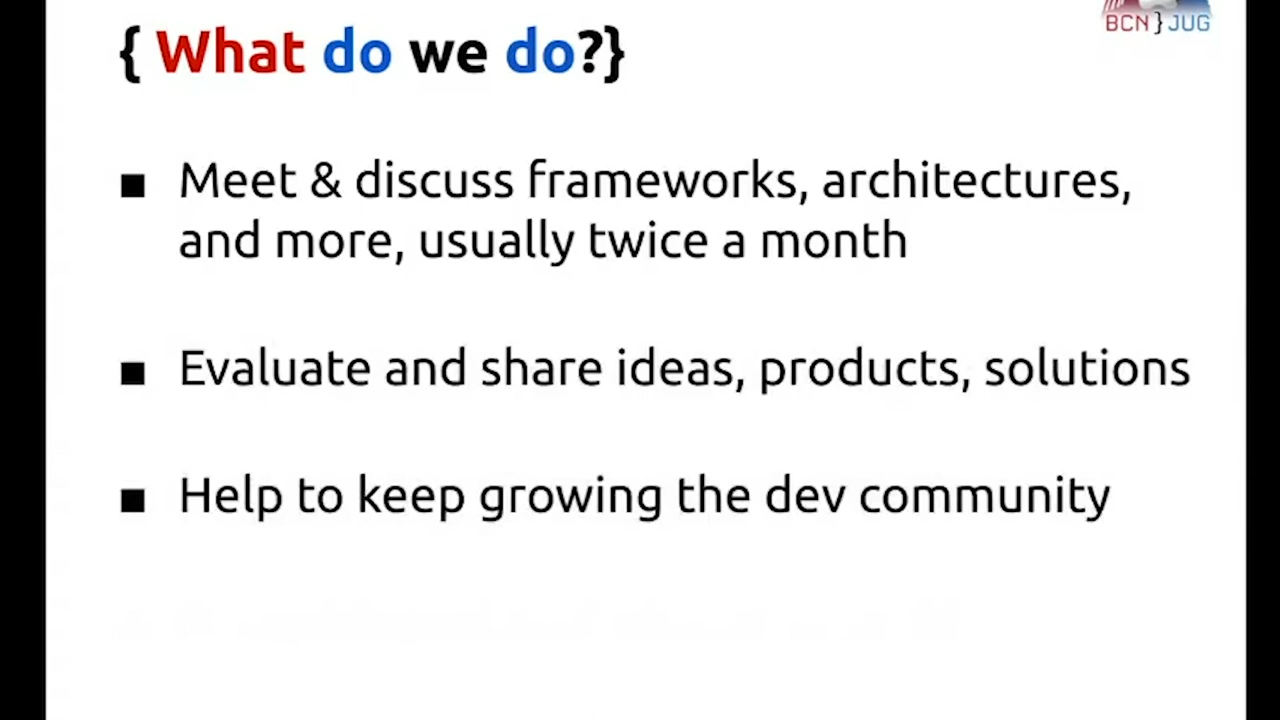 BCN}JUG
{ What do we do?}
■ Meet & discuss frameworks, architectures,
and more, usually twice a month
■ Evaluate and share ideas, products, solutions
■ Help to keep growing the dev community